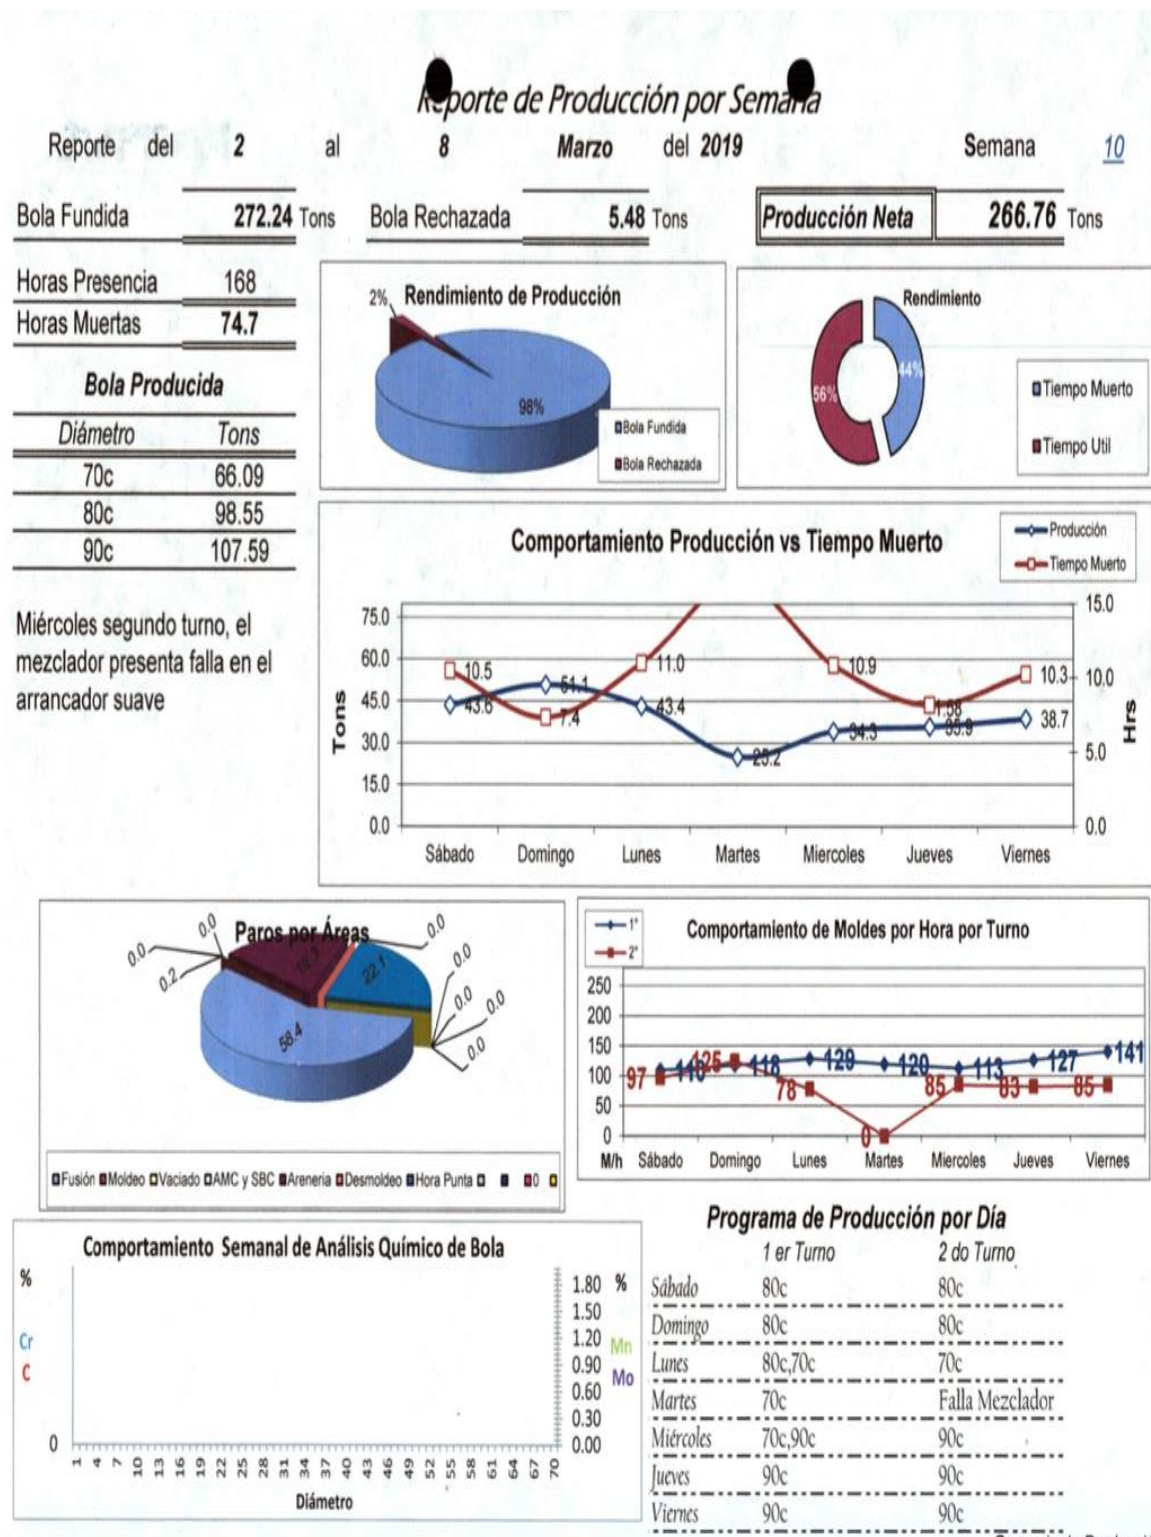 Reporte de Producción por Semana
Reporte del 2 al 8 Marzo del 2019 Semana 10
Bola Fundida 272.24 Tons Bola Rechazada 5.48 Tons Producción Neta 266.76 Tons
Horas Presencia 168
Horas Muertas 74.7
Bola Producida
Diámetro Tons
70c 66.09
80c 98.55
90c 107.59
Miércoles segundo turno, el
mezclador presenta falla en el
arrancador suave
Rendimiento de Producción
2%
98%
Bola Fundida
Bola Rechazada
Rendimiento
44%
56%
Tiempo Muerto
Tiempo Util
Comportamiento Producción vs Tiempo Muerto
Producción
Tiempo Muerto
75.0 15.0
60.0
45.0 10.0
30.0
5.0
15.0
0.0 0.0
Tons
Hrs
10.5 7.4 11.0 10.9 10.3
43.6 51.1 43.4 25.2 34.3 35.9 38.7
Sábado Domingo Lunes Martes Miercoles Jueves Viernes
Paros por Áreas
0.0 0.0 0.2 0.0 0.0 0.0 0.0 0.0
22.1
58.4
Fusión Moldeo Vaciado AMC y SBC Areneria Desmoldeo Hora Punta 0
Comportamiento de Moldes por Hora por Turno
1°
2°
250
200
150
100
50
0
110 118 129 120 113 127 141
97 125 78 0 85 83 85
M/h Sábado Domingo Lunes Martes Miercoles Jueves Viernes
Comportamiento Semanal de Análisis Químico de Bola
%
Cr
C
0
1.80 %
1.50
1.20
0.90
0.60
0.30
0.00
Mn
Mo
1 4 7 10 13 16 19 22 25 28 31 34 37 40 43 46 49 52 55 58 61 64 67 70
Diámetro
Programa de Producción por Día
1 er Turno 2 do Turno
Sábado 80c 80c
Domingo 80c 80c
Lunes 80c,70c 70c
Martes 70c Falla Mezclador
Miércoles 70c,90c 90c
Jueves 90c 90c
Viernes 90c 90c